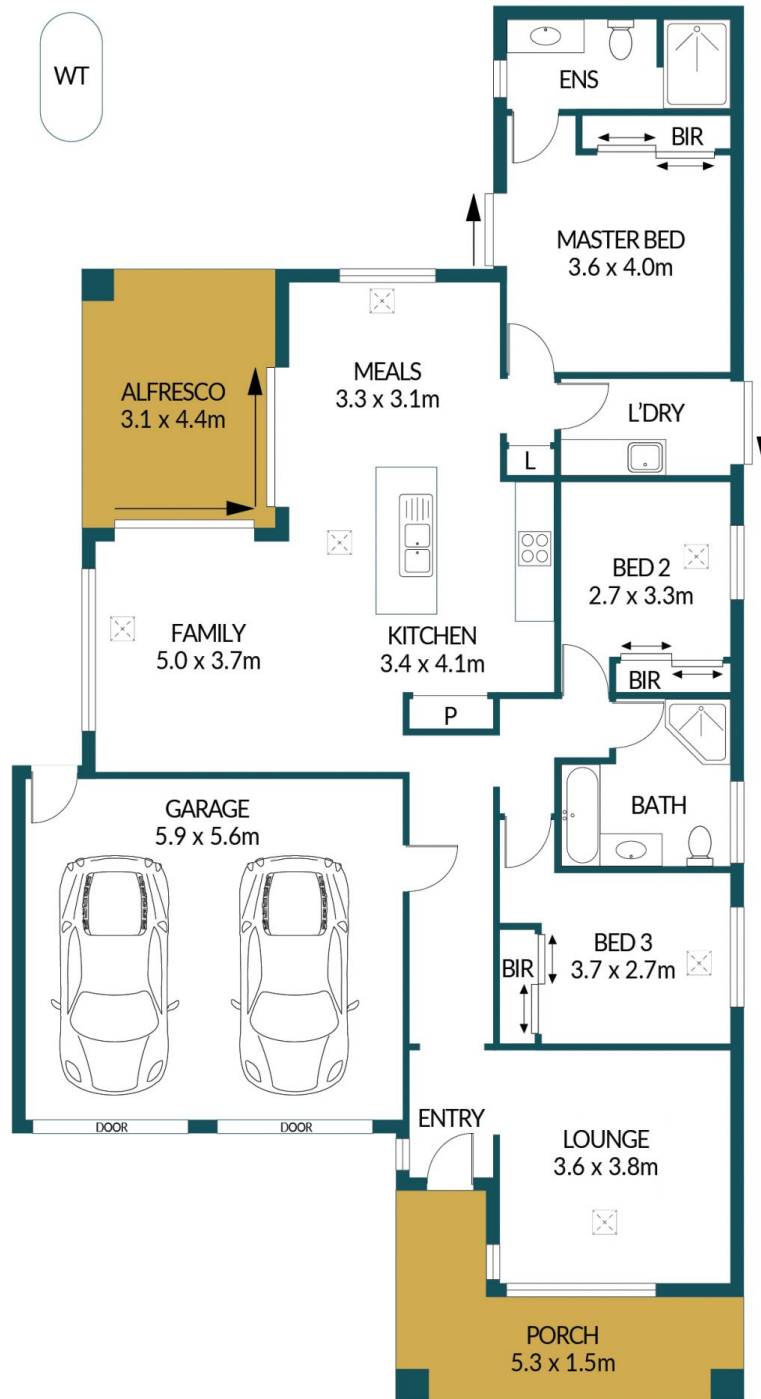 WT
ENS
BIR
MASTER BED
3.6 x 4.0m
ALFRESCO
3.1 x 4.4m
MEALS
3.3 x 3.1m
L'DRY
L
BED 2
2.7 x 3.3m
FAMILY
5.0 x 3.7m
KITCHEN
3.4 x 4.1m
BIR
P
GARAGE
5.9 x 5.6m
BATH
BED 3
3.7 x 2.7m
BIR
ENTRY
DOOR
DOOR
LOUNGE
3.6 x 3.8m
PORCH
5.3 x 1.5m